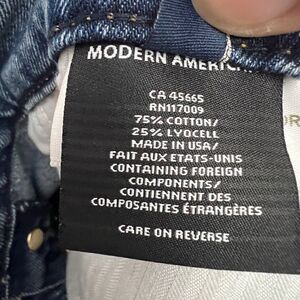 MODERN AMERICAN
CA 45665
RN117009
75% COTTON/
25% LYOCELL
MADE IN USA/
FAIT AUX ETATS-UNIS
CONTAINING FOREIGN
COMPONENTS/
CONTIENNENT DES
COMPOSANTES ÉTRANGÈRES
CARE ON REVERSE